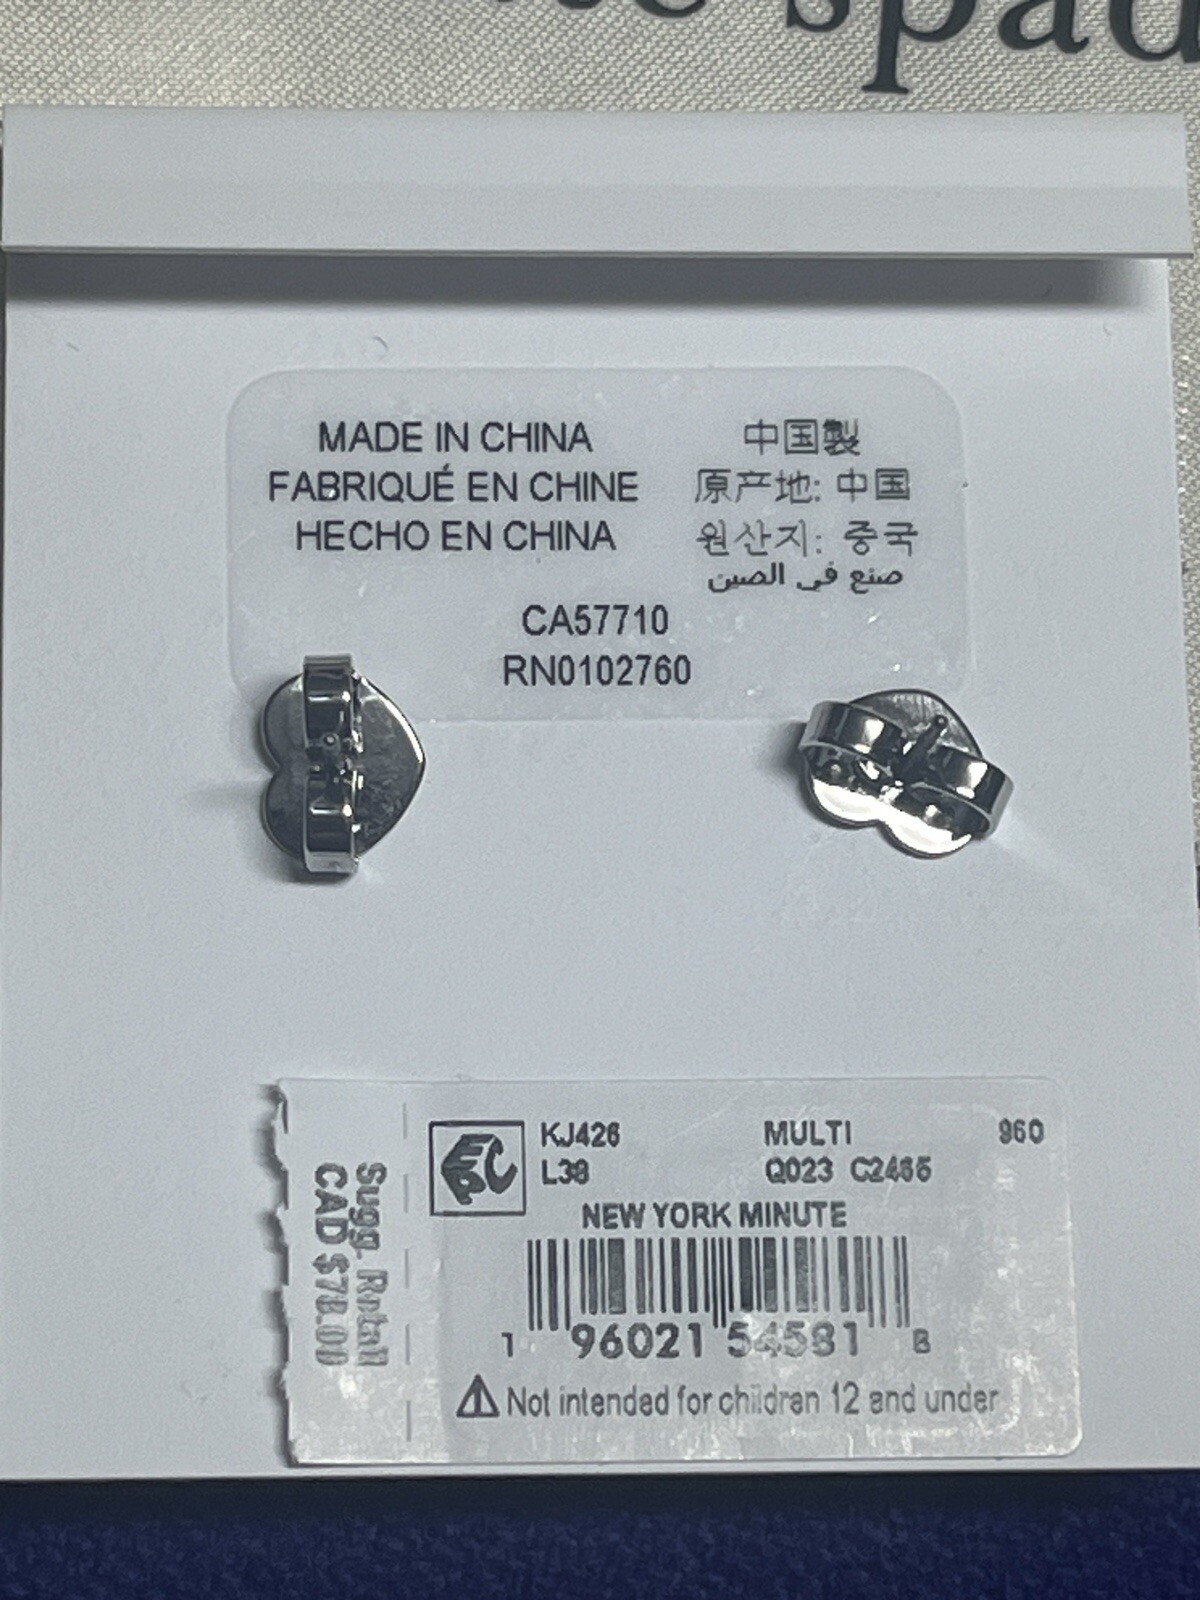 spad
MADE IN CHINA
FABRIQUÉ EN CHINE
HECHO EN CHINA
中国製
原产地: 中国
원산지: 중국
صنع في الصين
CA57710
RN0102760
Sugg. Retail
CAD $78.00
KJ426 MULTI 960
L38 Q023 C2465
NEW YORK MINUTE
1 96021 54581 8
Not intended for children 12 and under